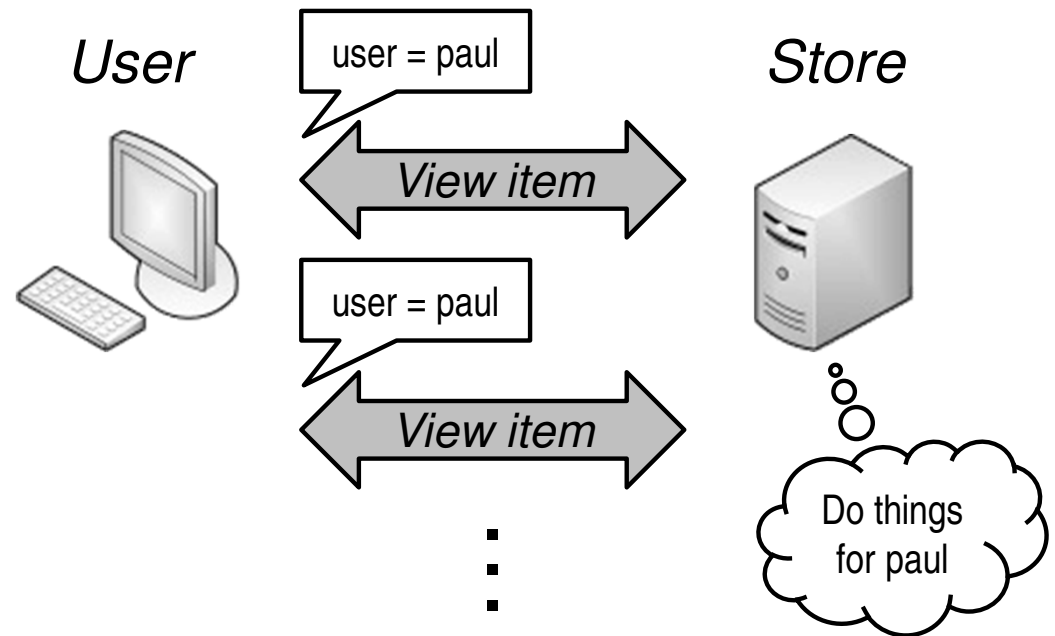 User
user = paul
Store
View item
user = paul
View item
Do things
for paul